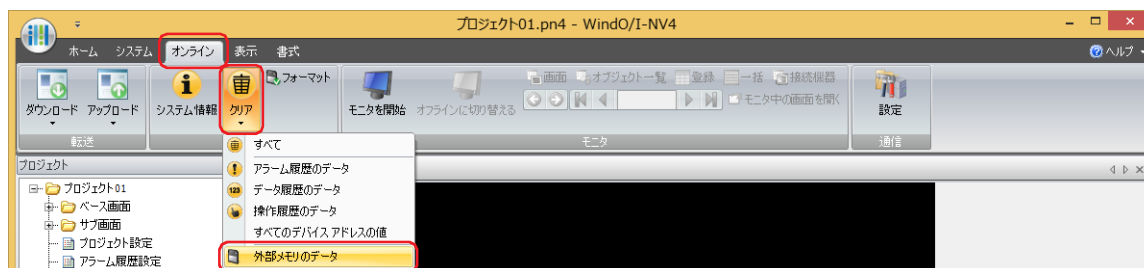 プロジェクト01.pn4 - WindO/I-NV4
ホーム システム オンライン 表示 書式 ヘルプ
ダウンロード アップロード システム情報 クリア フォーマット モニタを開始 オフラインに切り替える 画面 オブジェクト一覧 登録 一括 接続機器 設定
モニタ中の画面を開く
転送 モニタ 通信
すべて
プロジェクト
アラーム履歴のデータ
プロジェクト01
データ履歴のデータ
ベース画面
操作履歴のデータ
サブ画面
すべてのデバイス アドレスの値
プロジェクト設定
外部メモリのデータ
アラーム履歴設定